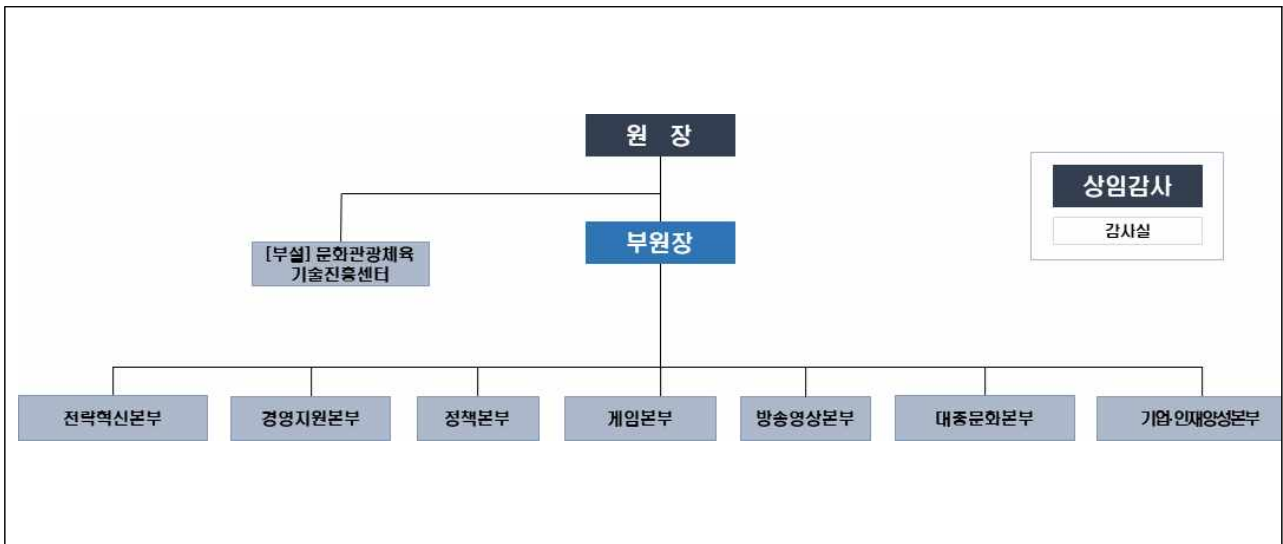 원 장
상임감사
감사실
부원장
[부설] 문화관광체육
기술진흥센터
전략혁신본부
경영지원본부
정책본부
게임본부
방송영상본부
대중문화본부
기업·인재양성본부